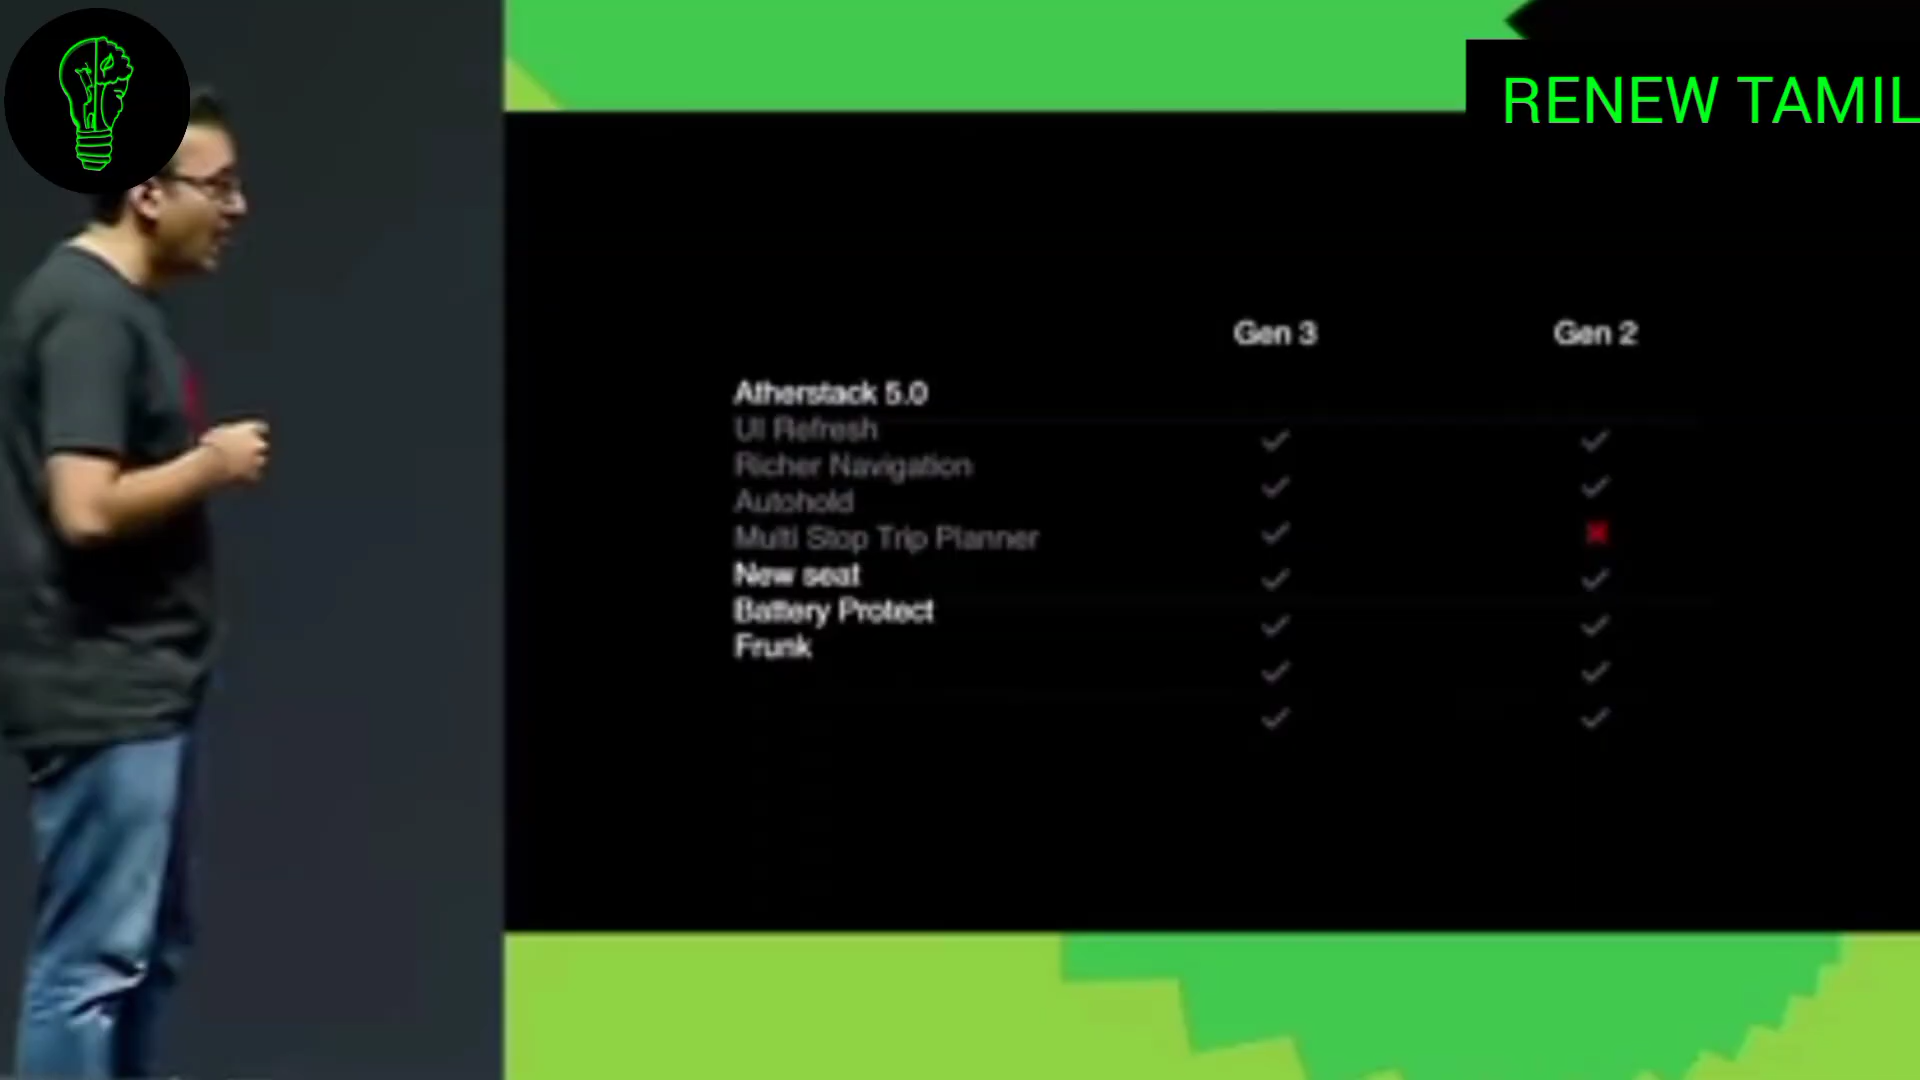 RENEW TAMIL
Gen 3 Gen 2
Atherstack 5.0
UI Refresh
Richer Navigation
Autohold
Multi Stop Trip Planner
New seat
Battery Protect
Frunk